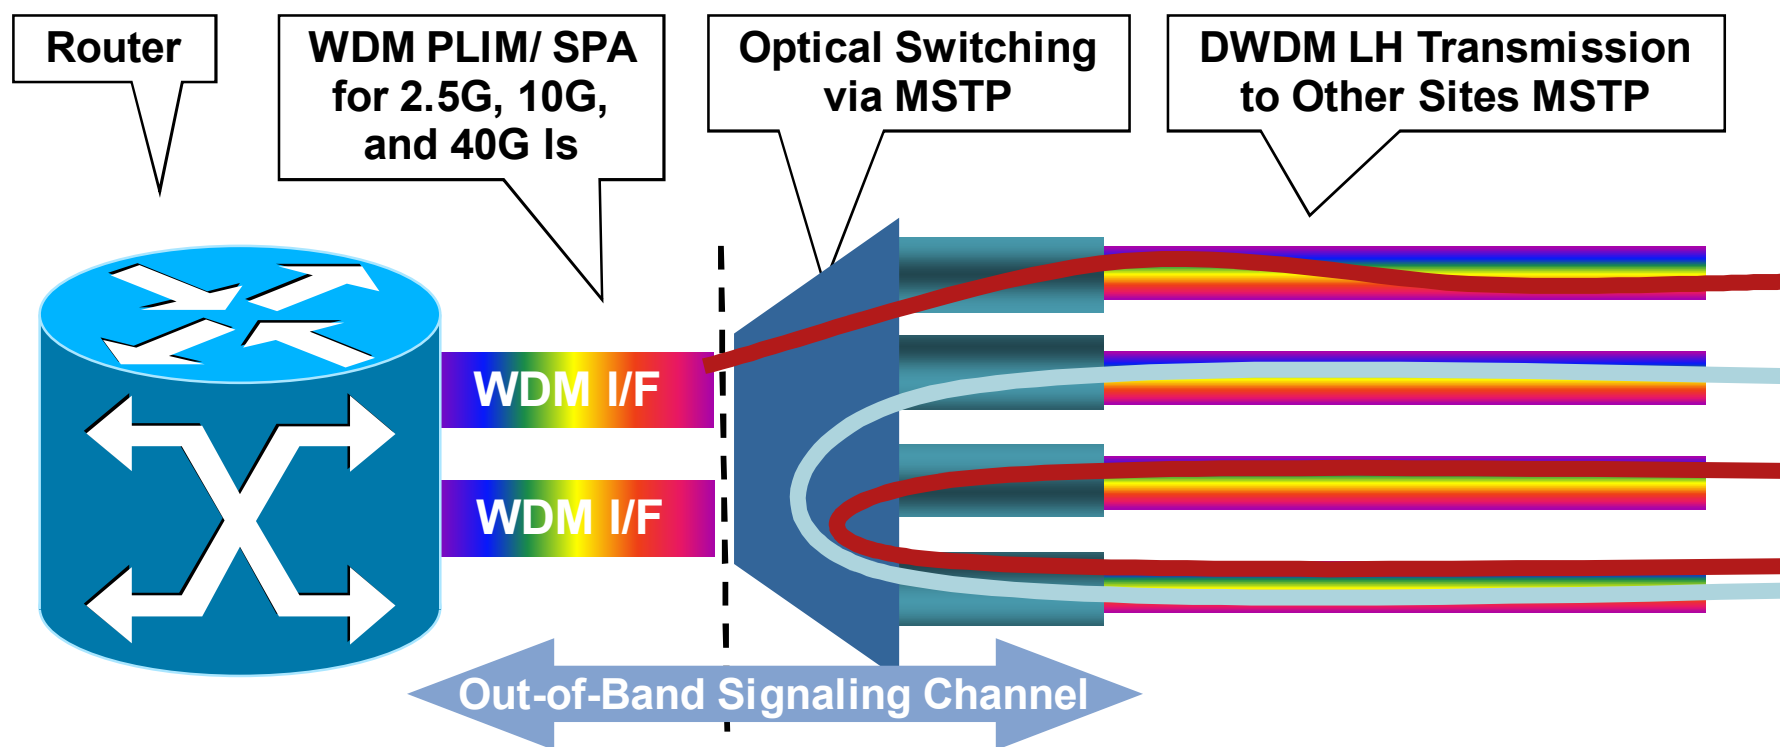 Router
WDM PLIM/ SPA
for 2.5G, 10G,
and 40G Is
Optical Switching
via MSTP
DWDM LH Transmission
to Other Sites MSTP
WDM I/F
WDM I/F
Out-of-Band Signaling Channel